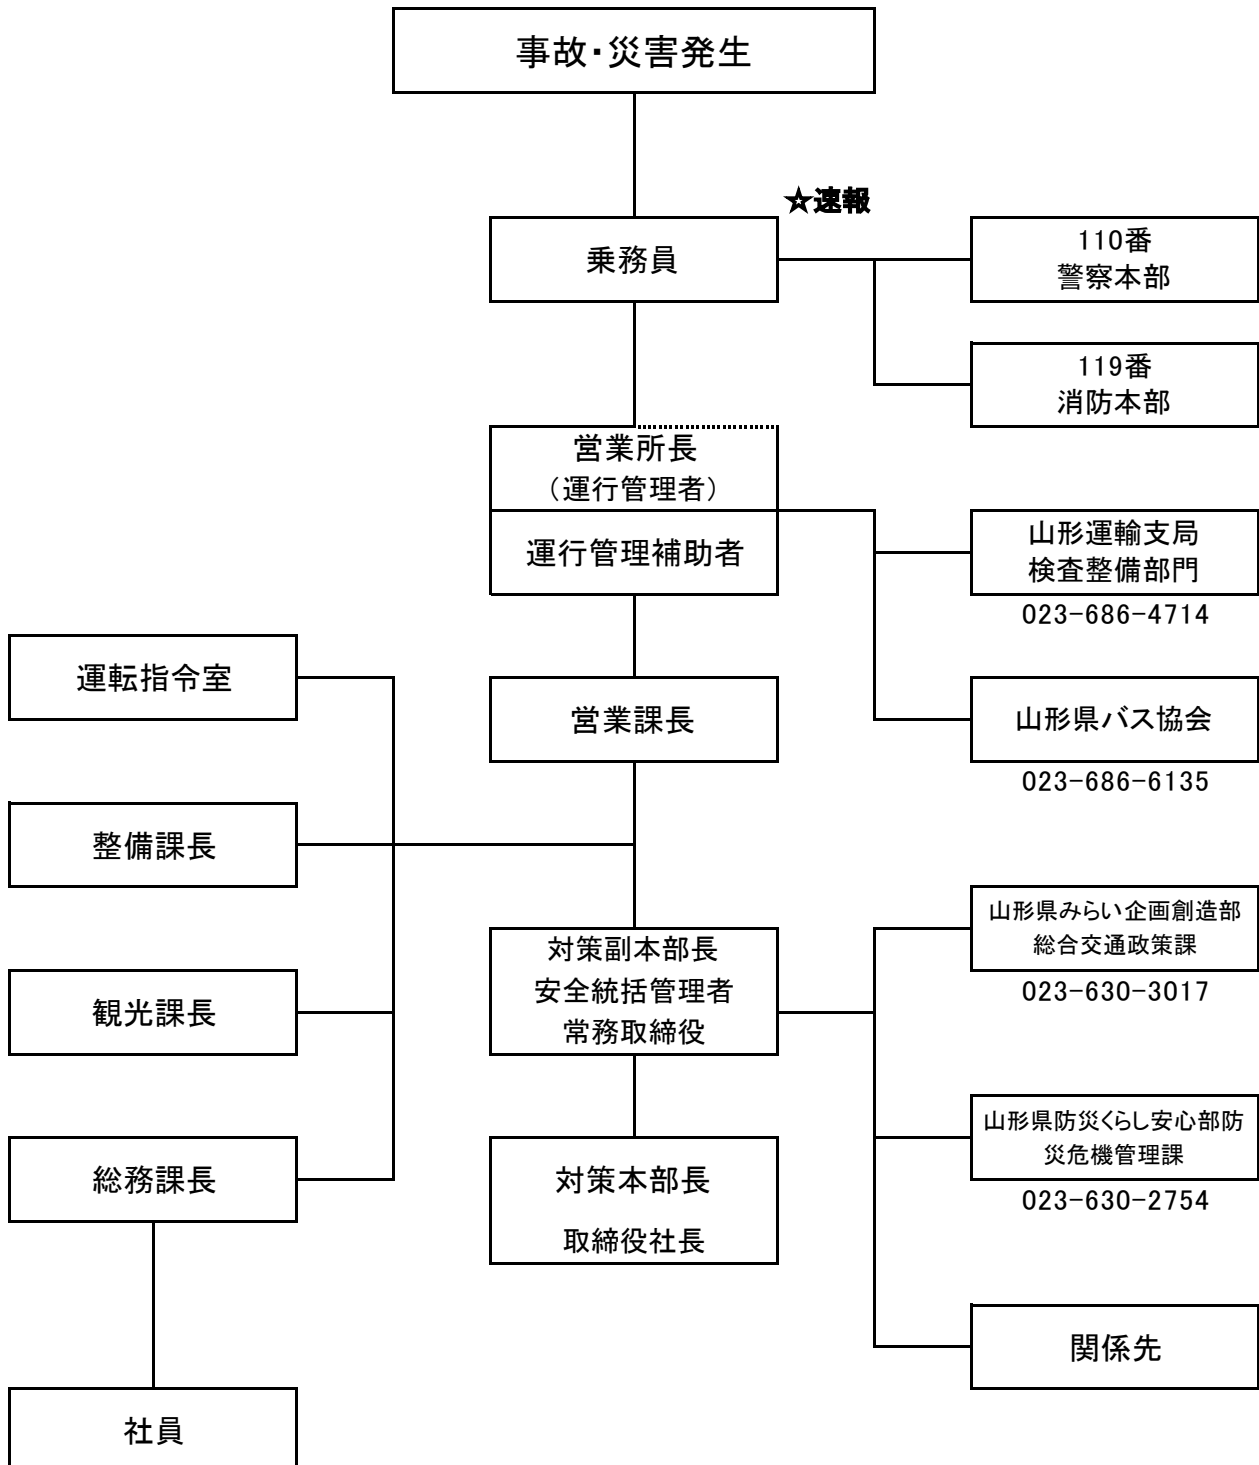 事故・災害発生
☆速報
乗務員
110番
警察本部
119番
消防本部
営業所長
（運行管理者）
運行管理補助者
山形運輸支局
検査整備部門
023-686-4714
運転指令室
営業課長
山形県バス協会
023-686-6135
整備課長
山形県みらい企画創造部
総合交通政策課
023-630-3017
対策副本部長
安全統括管理者
常務取締役
観光課長
山形県防災くらし安心部防
災危機管理課
023-630-2754
総務課長
対策本部長
取締役社長
関係先
社員